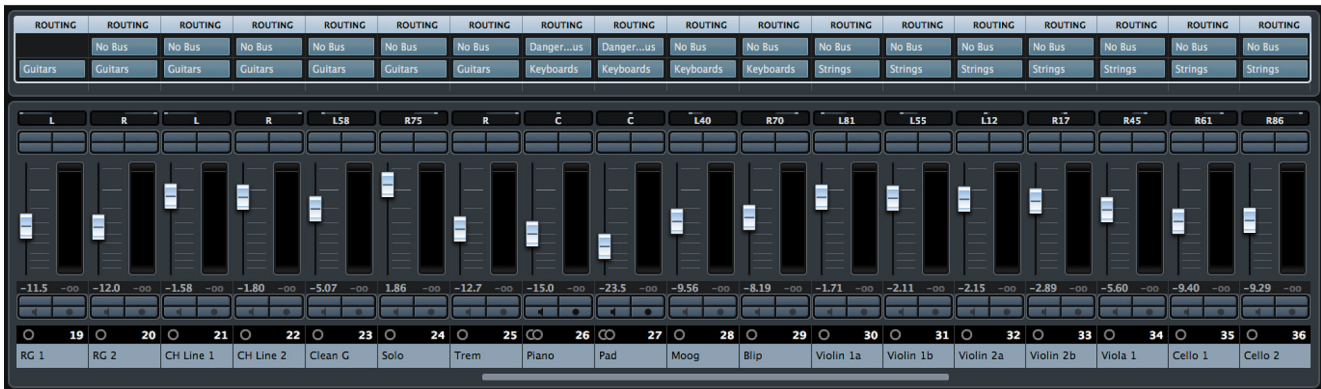 ROUTING ROUTING ROUTING ROUTING ROUTING ROUTING ROUTING ROUTING ROUTING ROUTING ROUTING ROUTING ROUTING ROUTING ROUTING ROUTING ROUTING ROUTING
No Bus No Bus No Bus No Bus No Bus No Bus Danger...us Danger...us No Bus No Bus No Bus No Bus No Bus No Bus No Bus No Bus No Bus
Guitars Guitars Guitars Guitars Guitars Guitars Guitars Keyboards Keyboards Keyboards Keyboards Strings Strings Strings Strings Strings Strings Strings
L R L R L58 R75 R C C L40 R70 L81 L55 L12 R17 R45 R61 R86
-11.5 -oo -12.0 -oo -1.58 -oo -1.80 -oo -5.07 -oo 1.86 -oo -12.7 -oo -15.0 -oo -23.5 -oo -9.56 -oo -8.19 -oo -1.71 -oo -2.11 -oo -2.15 -oo -2.89 -oo -5.60 -oo -9.40 -oo -9.29 -oo
19 20 21 22 23 24 25 26 27 28 29 30 31 32 33 34 35 36
RG 1 RG 2 CH Line 1 CH Line 2 Clean G Solo Trem Piano Pad Moog Blip Violin 1a Violin 1b Violin 2a Violin 2b Viola 1 Cello 1 Cello 2